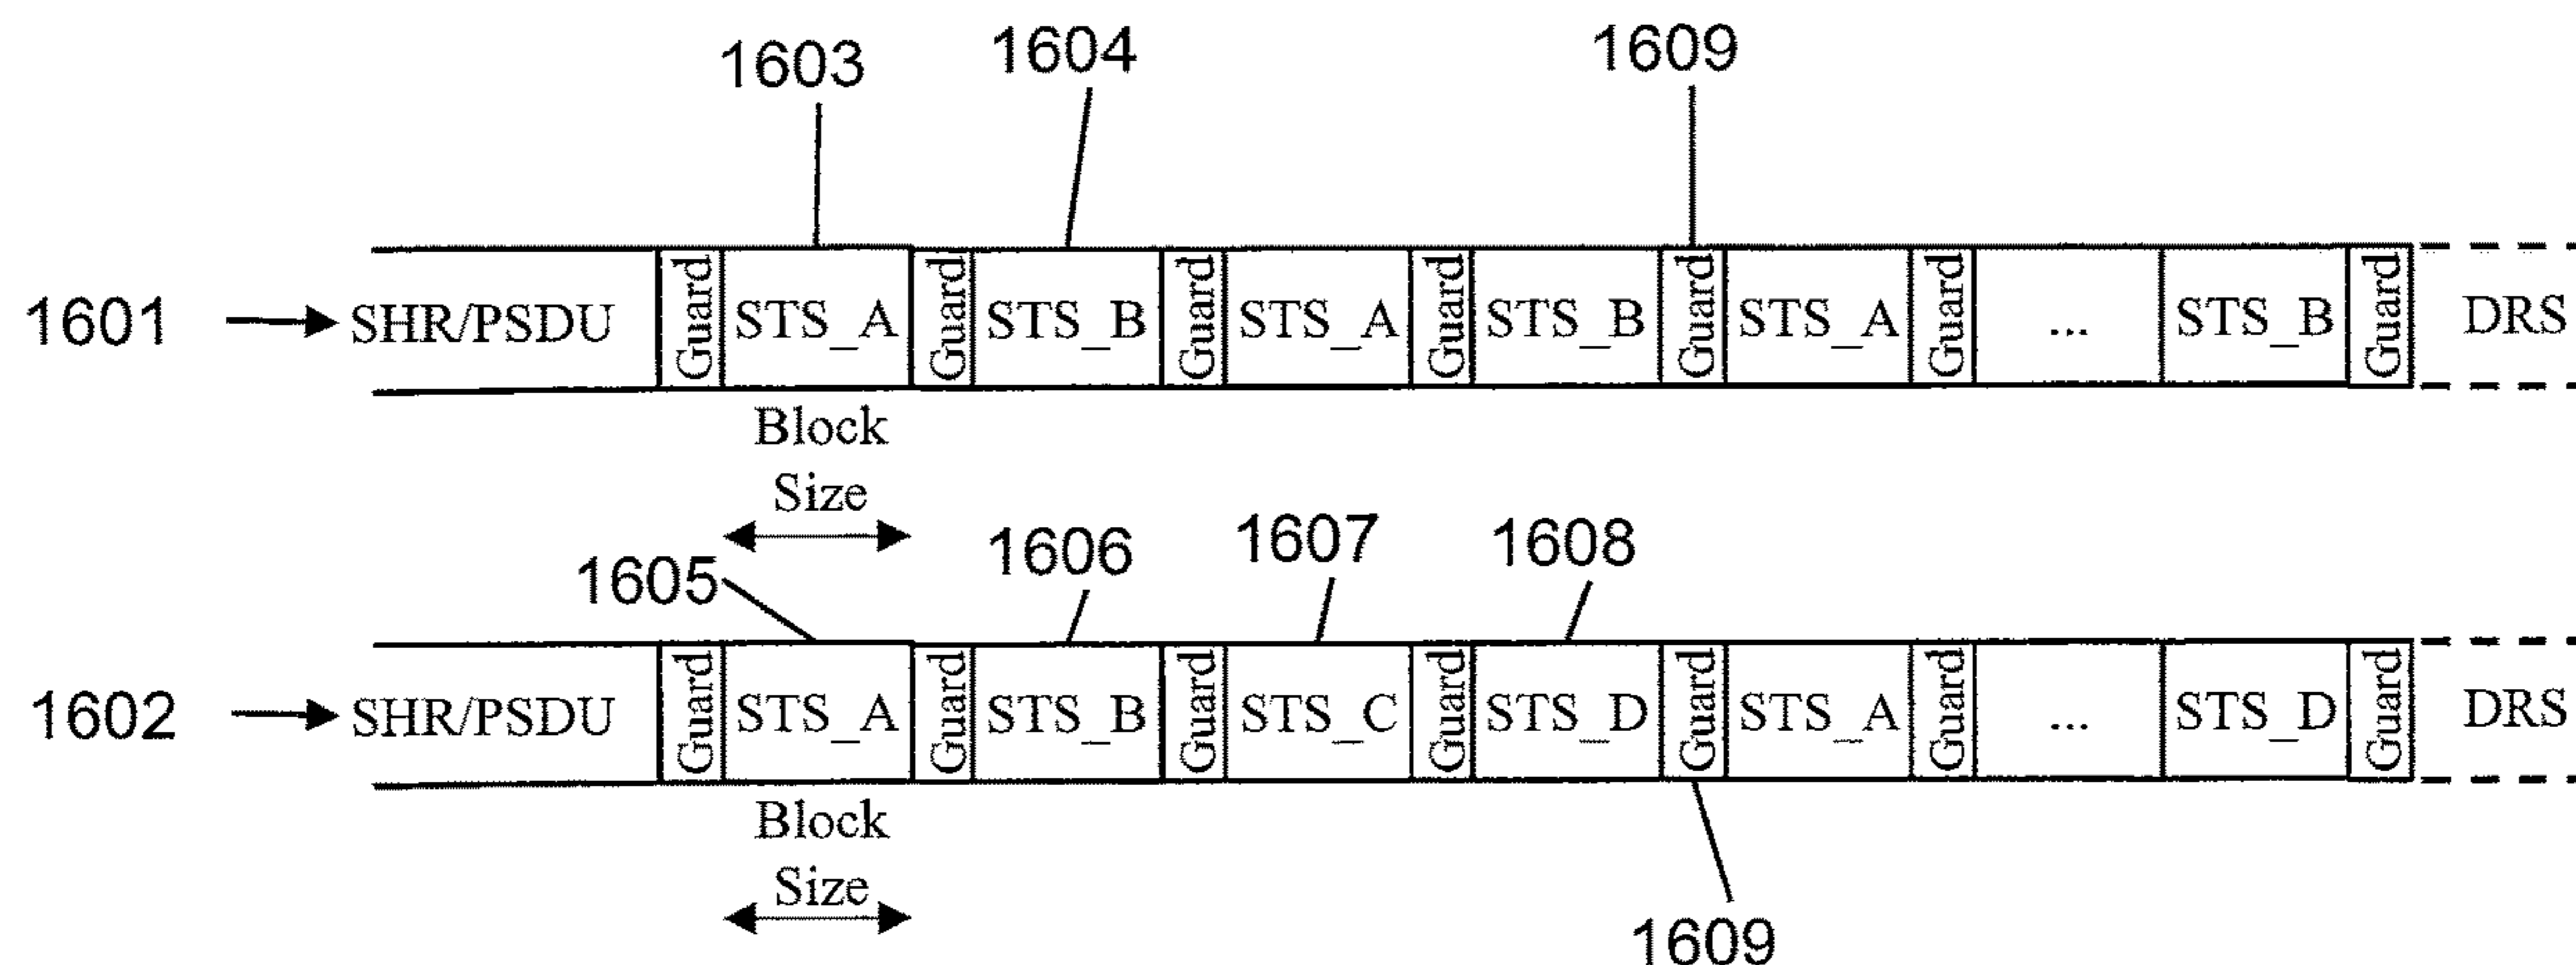 1603 1604 1609
1601 SHR/PSDU Guard STS_A Guard STS_B Guard STS_A Guard STS_B Guard STS_A Guard ... STS_B Guard DRS
Block
Size
1605 1606 1607 1608
1602 SHR/PSDU Guard STS_A Guard STS_B Guard STS_C Guard STS_D Guard STS_A Guard ... STS_D Guard DRS
Block
Size
1609